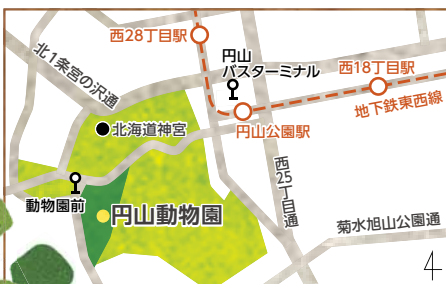 西28丁目駅
北1条宮の沢通
円山
バスターミナル
西18丁目駅
地下鉄東西線
北海道神宮
円山公園駅
西25丁目通
動物園前
円山動物園
菊水旭山公園通
4